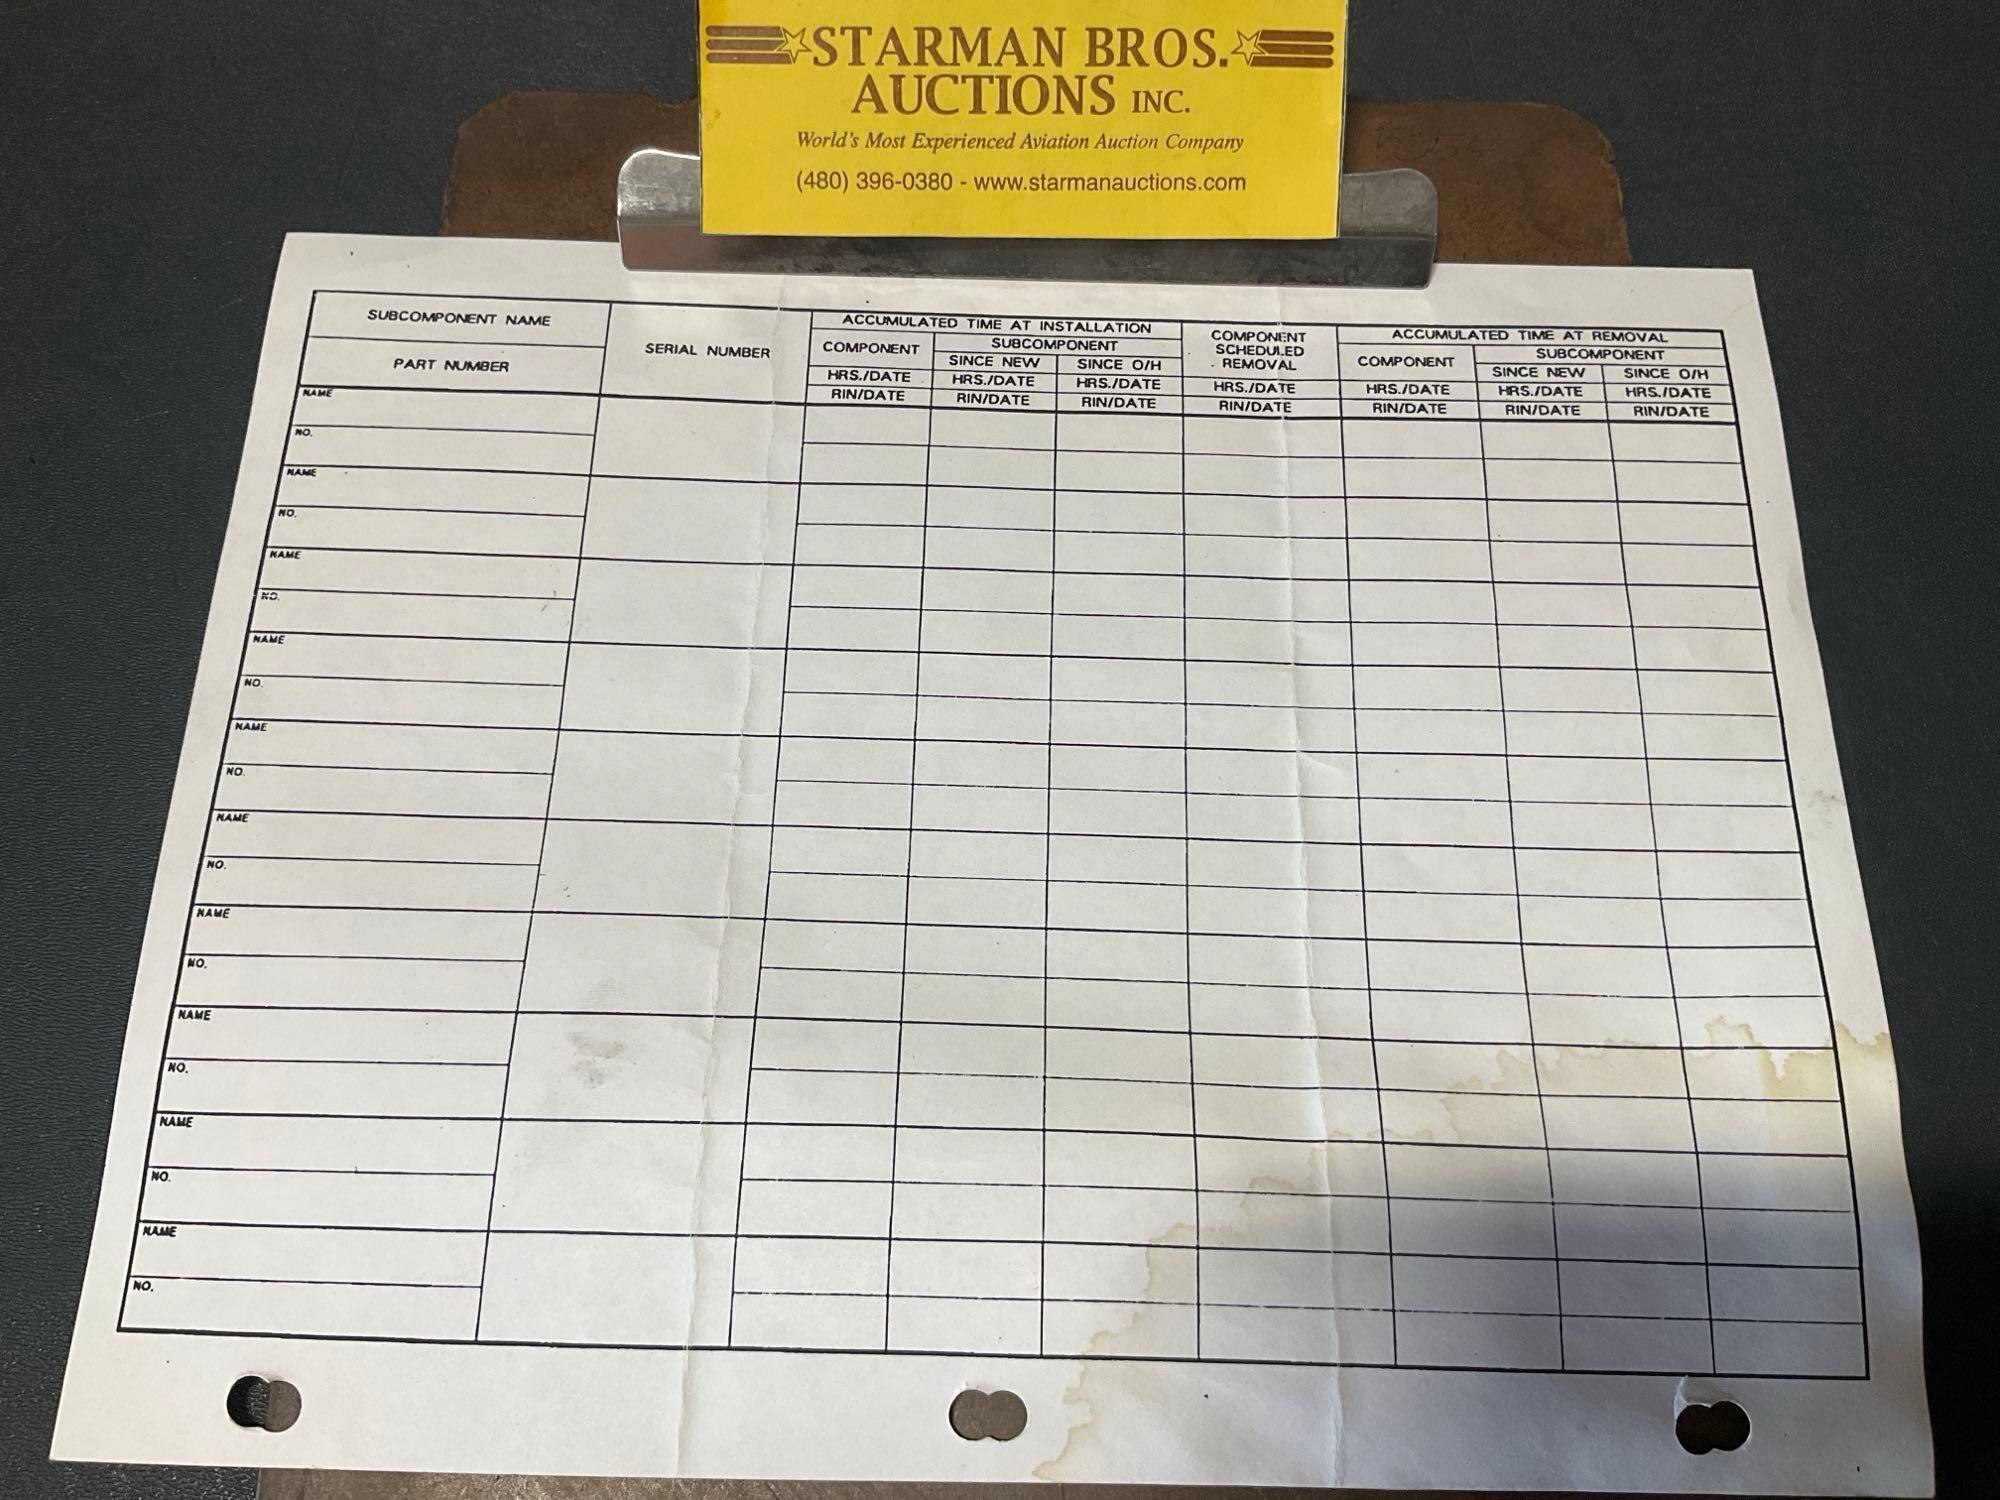 STARMAN BROS.
AUCTIONS INC.
World's Most Experienced Aviation Auction Company
(480) 396-0380 - www.starmanauctions.com
SUBCOMPONENT NAME
PART NUMBER
SERIAL NUMBER
ACCUMULATED TIME AT INSTALLATION
COMPONENT
HRS./DATE
RIN/DATE
SUBCOMPONENT
SINCE NEW
HRS./DATE
RIN/DATE
SINCE O/H
HRS./DATE
RIN/DATE
COMPONENT
SCHEDULED
REMOVAL
HRS./DATE
RIN/DATE
ACCUMULATED TIME AT REMOVAL
COMPONENT
HRS./DATE
RIN/DATE
SUBCOMPONENT
SINCE NEW
HRS./DATE
RIN/DATE
SINCE O/H
HRS./DATE
RIN/DATE
NAME
NO.
NAME
NO.
NAME
NO.
NAME
NO.
NAME
NO.
NAME
NO.
NAME
NO.
NAME
NO.
NAME
NO.
NAME
NO.